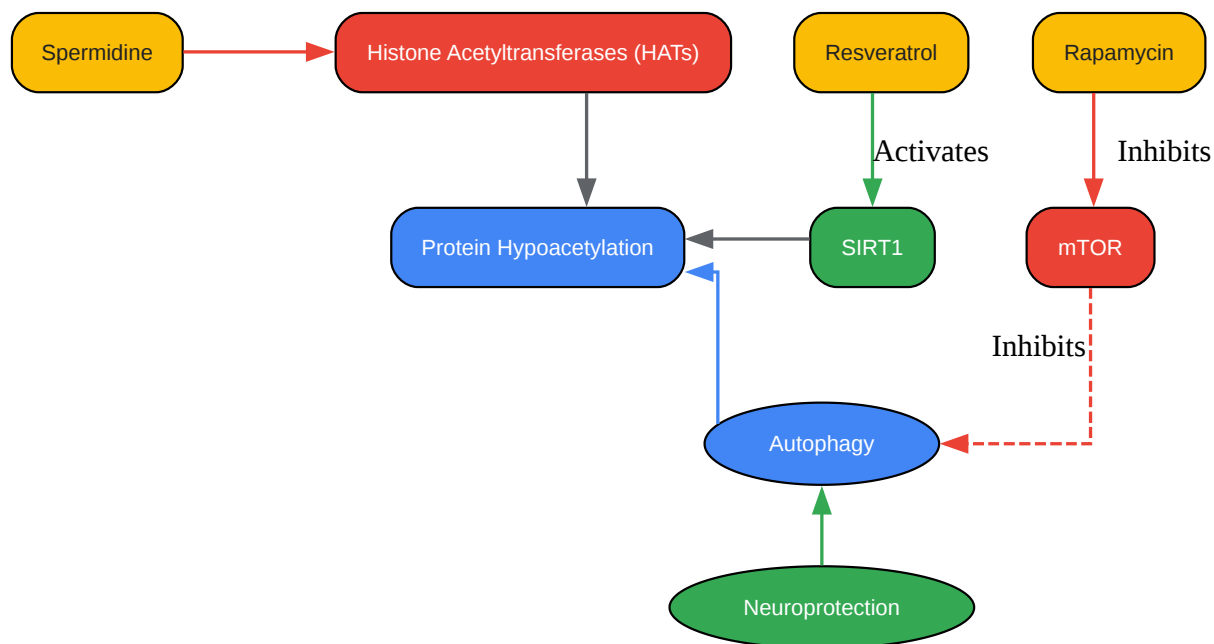 Spermidine
Histone Acetyltransferases (HATs)
Resveratrol
Rapamycin
Activates
Inhibits
Protein Hypoacetylation
SIRT1
mTOR
Inhibits
Autophagy
Neuroprotection